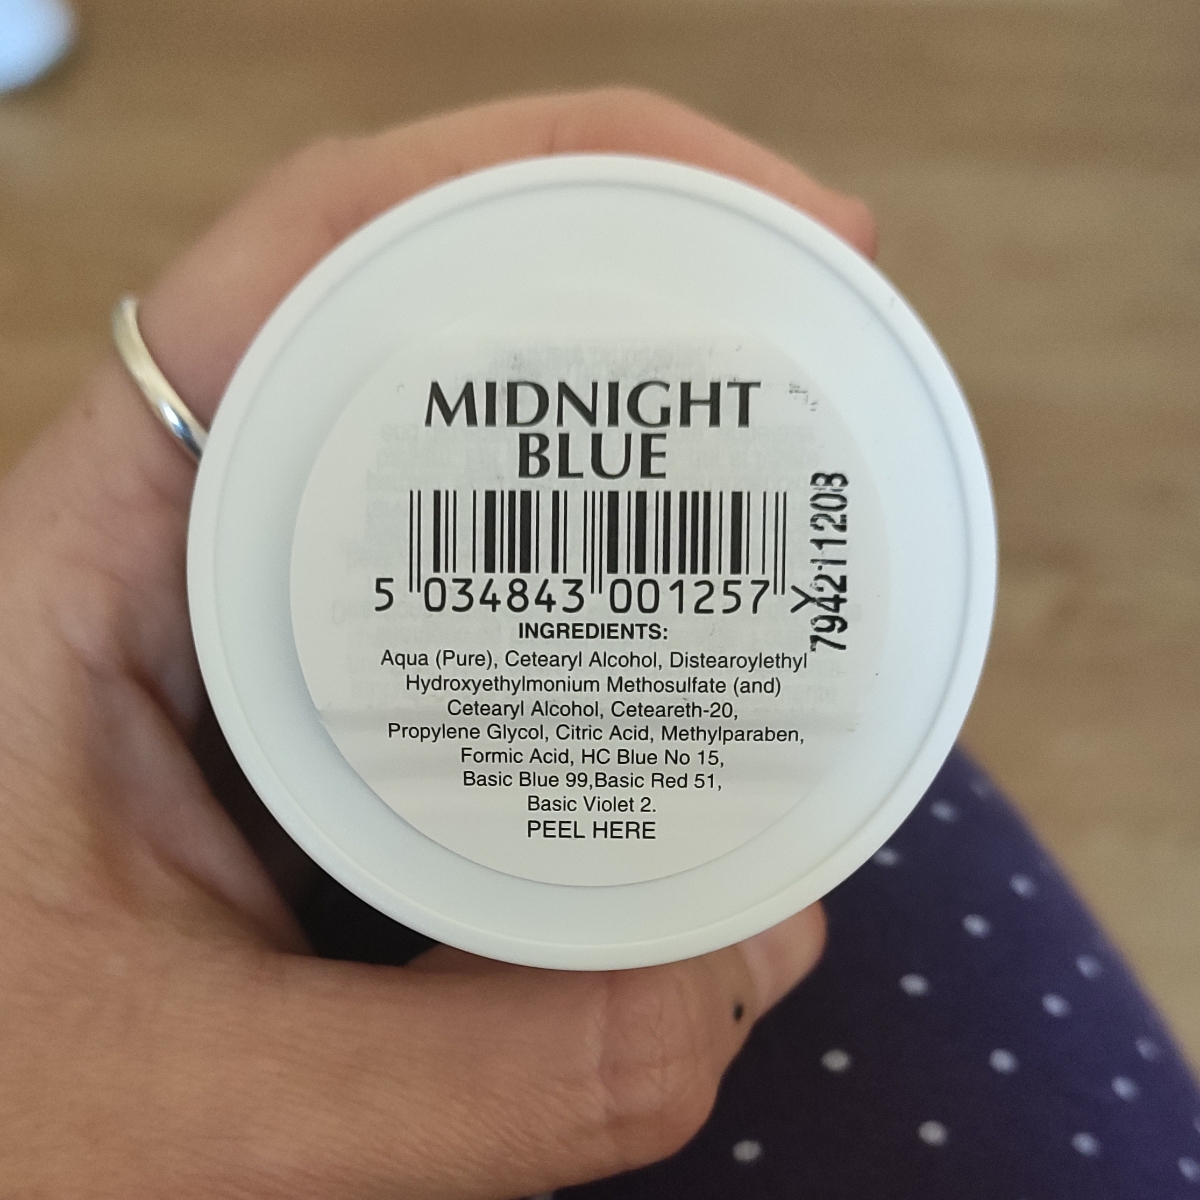 MIDNIGHT
BLUE
5 034843 001257 >
794211208
INGREDIENTS:
Aqua (Pure), Cetearyl Alcohol, Distearoylethyl
Hydroxyethylmonium Methosulfate (and)
Cetearyl Alcohol, Ceteareth-20,
Propylene Glycol, Citric Acid, Methylparaben,
Formic Acid, HC Blue No 15,
Basic Blue 99,Basic Red 51,
Basic Violet 2.
PEEL HERE